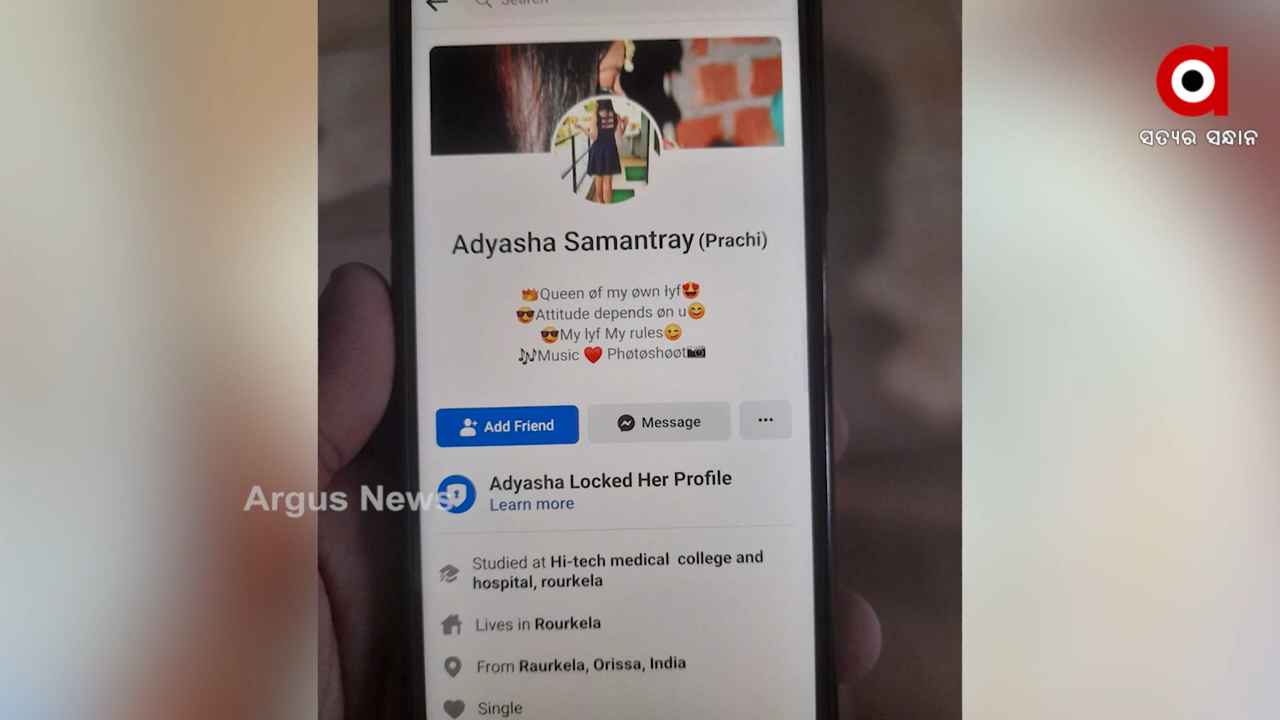 Search
ସତ୍ୟର ସନ୍ଧାନ
Adyasha Samantray (Prachi)
👑Queen øf my øwn łyf😍
😎Attitude depends øn u😊
😎My lyf My rules😉
🎶Music ❤️ Phøtøshøøt📷
Add Friend
Message
...
Adyasha Locked Her Profile
Learn more
Argus News
Studied at Hi-tech medical college and
hospital, rourkela
Lives in Rourkela
From Raurkela, Orissa, India
Single